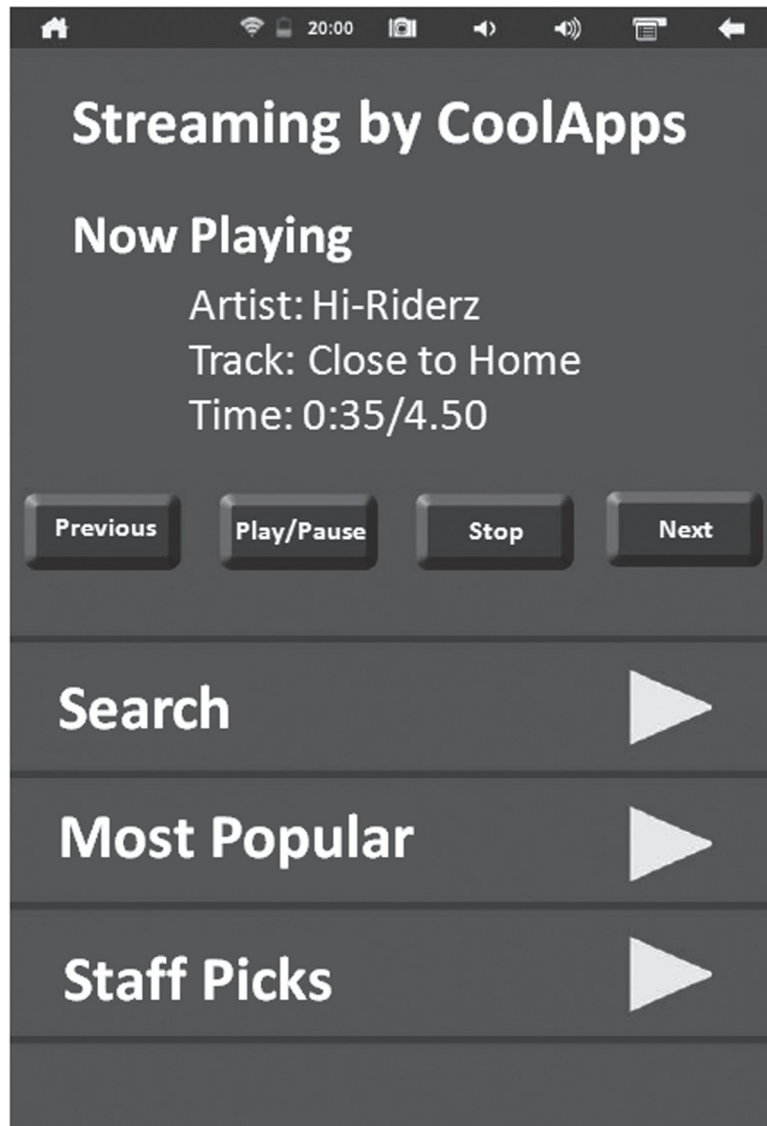 20:00
Streaming by CoolApps
Now Playing
Artist: Hi-Riderz
Track: Close to Home
Time: 0:35/4.50
Previous Play/Pause Stop Next
Search
Most Popular
Staff Picks